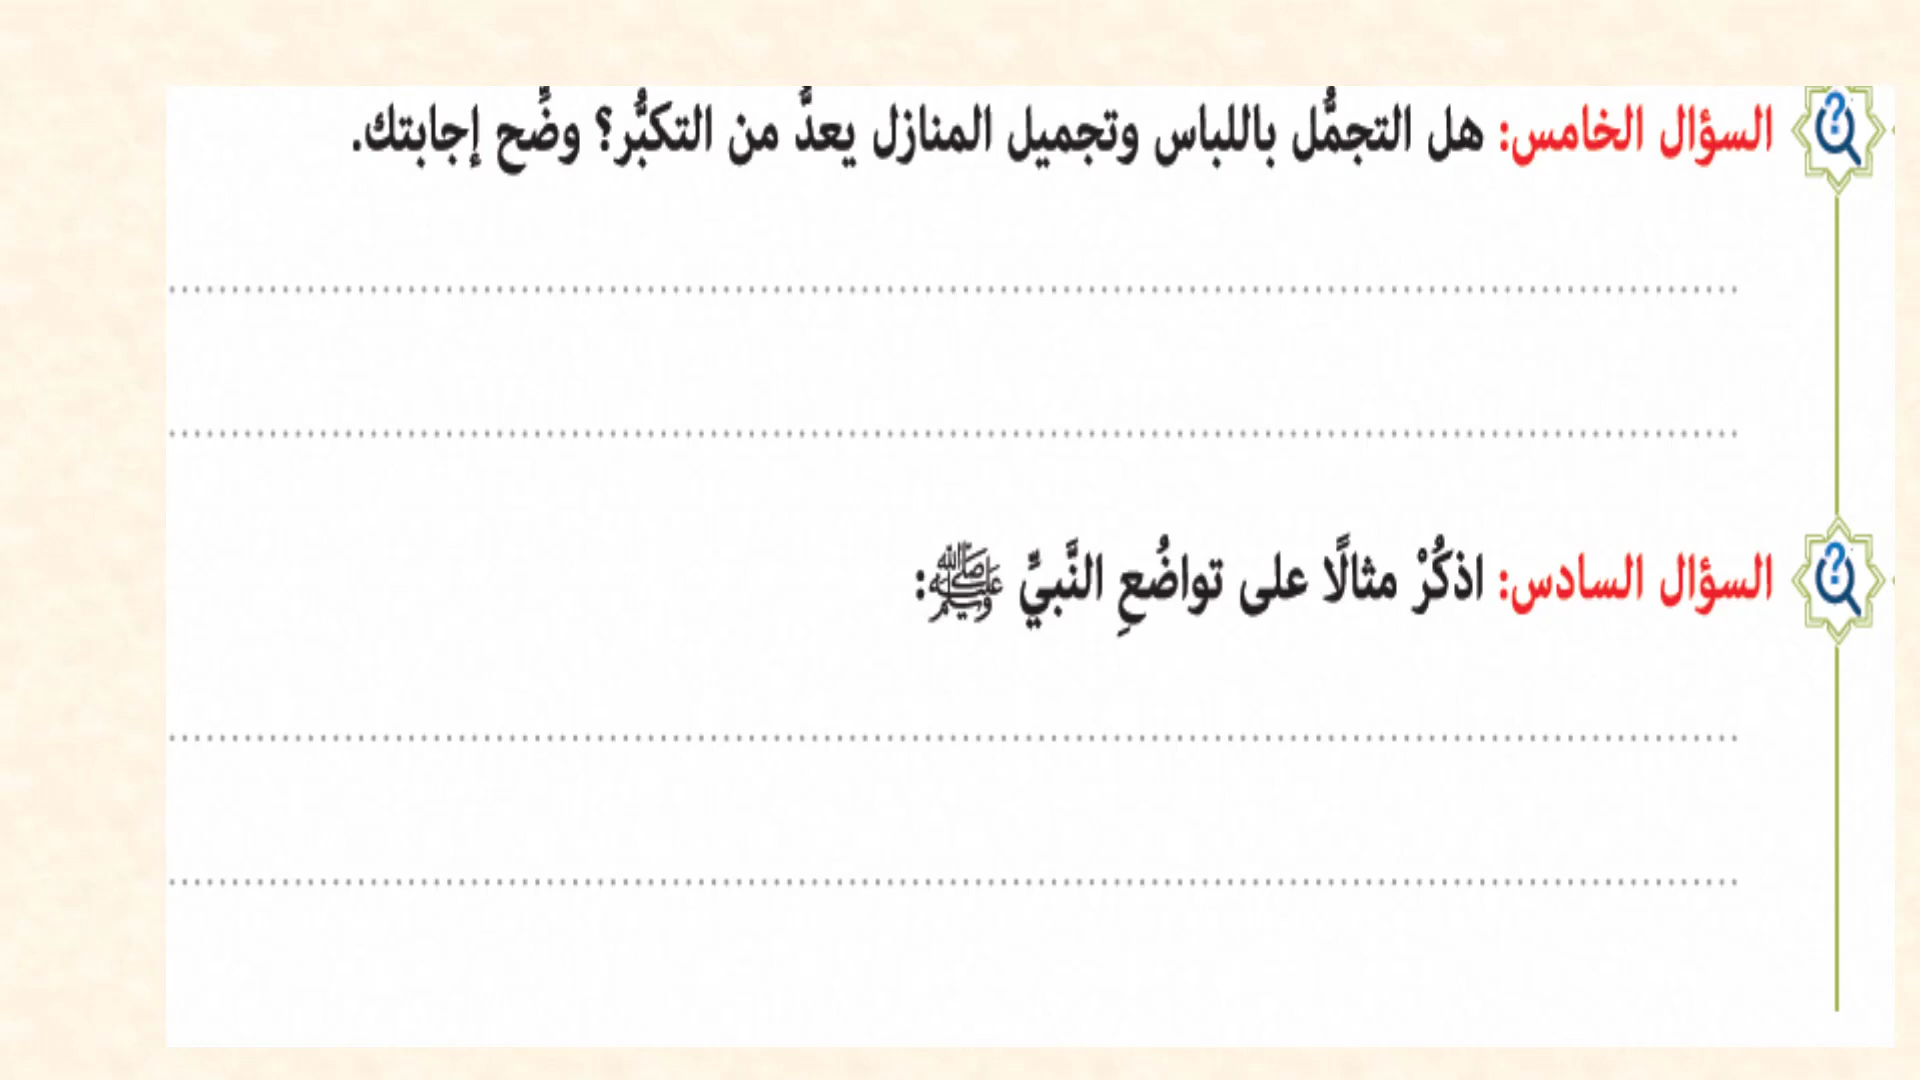 السؤال الخامس: هل التجمُّل باللباس وتجميل المنازل يعدُّ من التكبُّر؟ وضِّح إجابتك.
السؤال السادس: اذكُرْ مثالًا على تواضُعِ النَّبيِّ ﷺ: